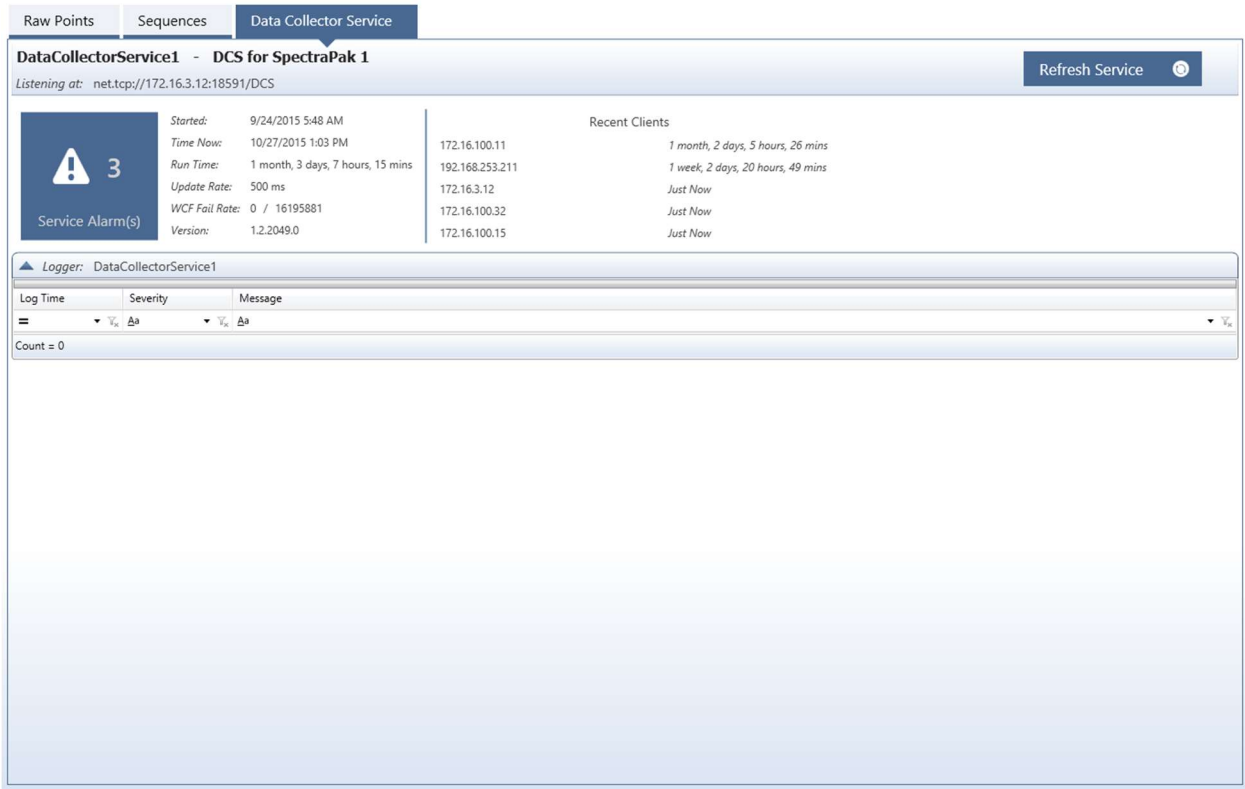 Raw Points Sequences Data Collector Service
DataCollectorService1 - DCS for SpectraPak 1
Listening at: net.tcp://172.16.3.12:18591/DCS
Refresh Service
3
Service Alarm(s)
Started: 9/24/2015 5:48 AM
Time Now: 10/27/2015 1:03 PM
Run Time: 1 month, 3 days, 7 hours, 15 mins
Update Rate: 500 ms
WCF Fail Rate: 0 / 16195881
Version: 1.2.2049.0
Recent Clients
172.16.100.11 1 month, 2 days, 5 hours, 26 mins
192.168.253.211 1 week, 2 days, 20 hours, 49 mins
172.16.3.12 Just Now
172.16.100.32 Just Now
172.16.100.15 Just Now
Logger: DataCollectorService1
Log Time Severity Message
= Aa Aa
Count = 0